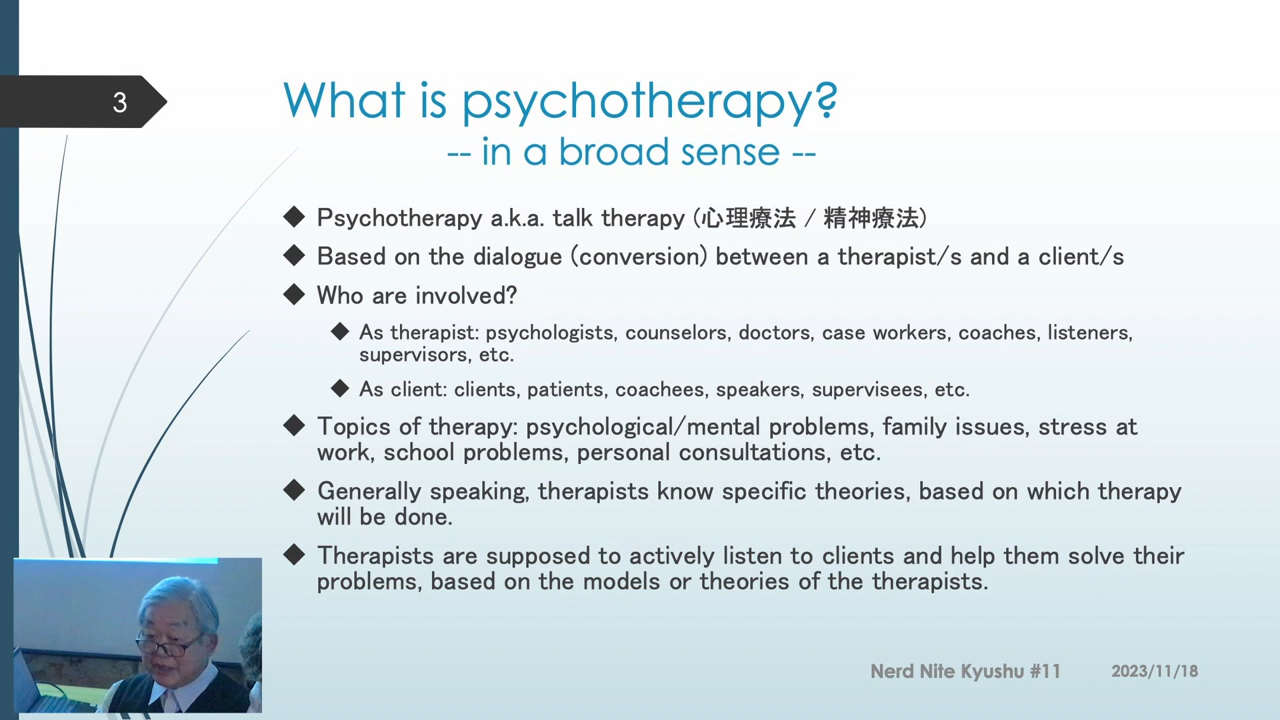 3
What is psychotherapy?
-- in a broad sense --
◆ Psychotherapy a.k.a. talk therapy (心理療法 / 精神療法)
◆ Based on the dialogue (conversion) between a therapist/s and a client/s
◆ Who are involved?
◆ As therapist: psychologists, counselors, doctors, case workers, coaches, listeners,
supervisors, etc.
◆ As client: clients, patients, coachees, speakers, supervisees, etc.
◆ Topics of therapy: psychological/mental problems, family issues, stress at
work, school problems, personal consultations, etc.
◆ Generally speaking, therapists know specific theories, based on which therapy
will be done.
◆ Therapists are supposed to actively listen to clients and help them solve their
problems, based on the models or theories of the therapists.
Nerd Nite Kyushu #11 2023/11/18